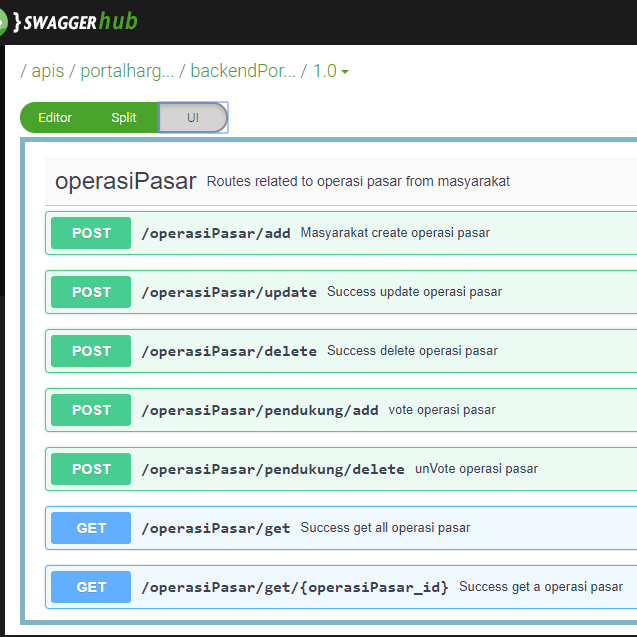 } SWAGGER hub
/ apis / portalharg... / backendPor... / 1.0
Editor Split UI
operasiPasar Routes related to operasi pasar from masyarakat
POST /operasiPasar/add Masyarakat create operasi pasar
POST /operasiPasar/update Success update operasi pasar
POST /operasiPasar/delete Success delete operasi pasar
POST /operasiPasar/pendukung/add vote operasi pasar
POST /operasiPasar/pendukung/delete unVote operasi pasar
GET /operasiPasar/get Success get all operasi pasar
GET /operasiPasar/get/{operasiPasar_id} Success get a operasi pasar